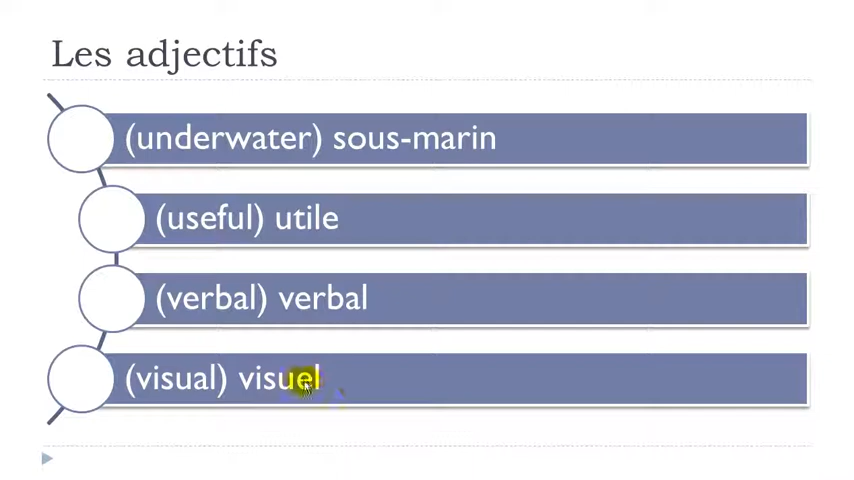 Les adjectifs
(underwater) sous-marin
(useful) utile
(verbal) verbal
(visual) visuel